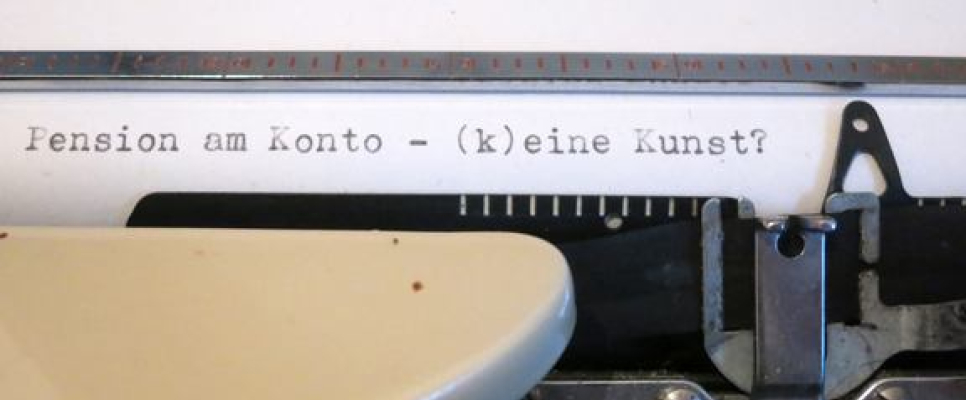 Pension am Konto - (k)eine Kunst?